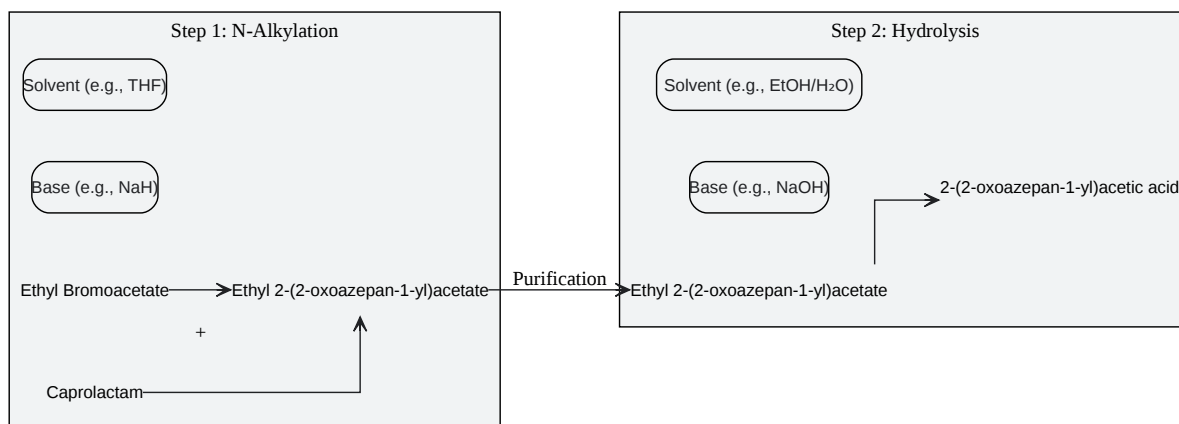 Step 1: N-Alkylation
Solvent (e.g., THF)
Base (e.g., NaH)
Ethyl Bromoacetate
Ethyl 2-(2-oxoazepan-1-yl)acetate
+
Caprolactam
Purification
Step 2: Hydrolysis
Solvent (e.g., EtOH/H₂O)
Base (e.g., NaOH)
2-(2-oxoazepan-1-yl)acetic acid
Ethyl 2-(2-oxoazepan-1-yl)acetate